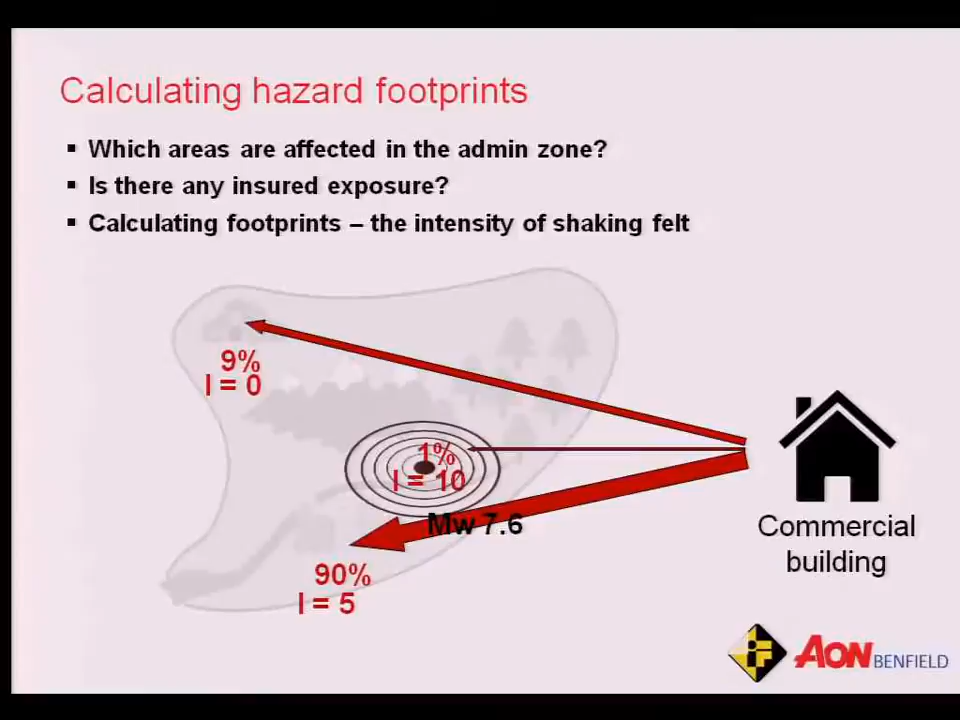 Calculating hazard footprints
▪ Which areas are affected in the admin zone?
▪ Is there any insured exposure?
▪ Calculating footprints – the intensity of shaking felt
9%
I = 0
1%
I = 10
Mw 7.6
90%
I = 5
Commercial
building
iF
AON BENFIELD